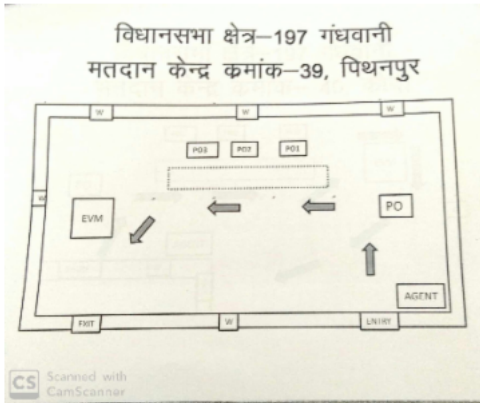 विधानसभा क्षेत्र–197 गंधवानी
मतदान केन्द्र कमांक–39, पिथनपुर
W W W
PO3 PO2 PO1
W
EVM PO
AGENT
EXIT W ENTRY
CS Scanned with
CamScanner